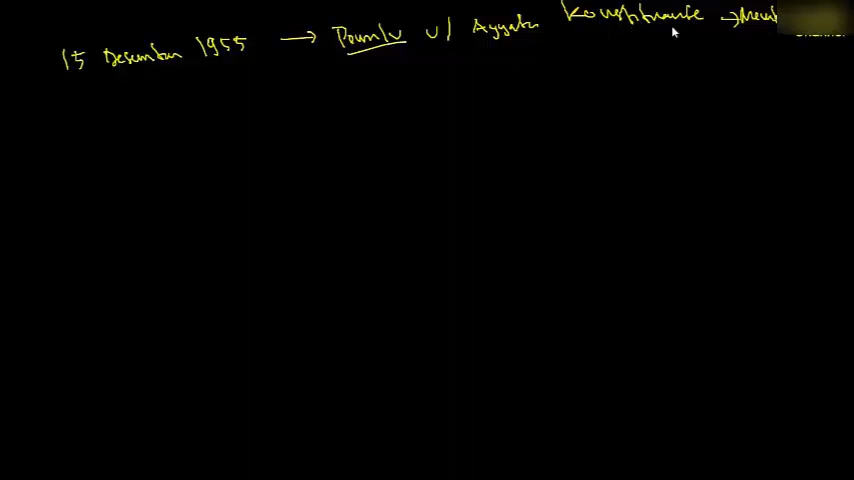 15 Desember 1955 → Pemilu u/ Anggota Konstituante →